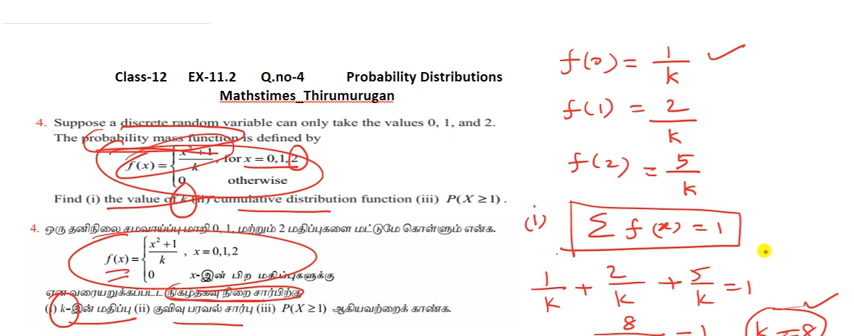 Class-12 EX-11.2 Q.no-4 Probability Distributions
Mathstimes_Thirumurugan
4. Suppose a discrete random variable can only take the values 0, 1, and 2.
The probability mass function is defined by
f(x) = { x² + 1 / k , for x = 0,1,2
0 otherwise
Find (i) the value of k (ii) cumulative distribution function (iii) P(X ≥ 1) .
4. ஒரு தனிநிலை சமவாய்ப்பு மாறி 0, 1, மற்றும் 2 மதிப்புகளை மட்டுமே கொள்ளும் என்க.
f(x) = { x² + 1 / k , x = 0,1,2
0 x-இன் பிற மதிப்புகளுக்கு
என வரையறுக்கப்பட்ட நிகழ்தகவு நிறை சார்பிற்கு
(i) k-இன் மதிப்பு (ii) குவிவு பரவல் சார்பு (iii) P(X ≥ 1) ஆகியவற்றைக் காண்க.
f(0) = 1/k ✓
f(1) = 2/k
f(2) = 5/k
(i) Σ f(x) = 1
1/k + 2/k + 5/k = 1
8 = 1 k = 8